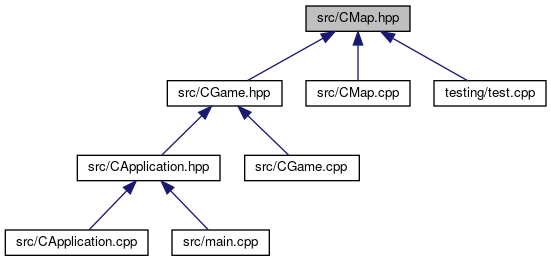 src/CMap.hpp
src/CGame.hpp
src/CMap.cpp
testing/test.cpp
src/CApplication.hpp
src/CGame.cpp
src/CApplication.cpp
src/main.cpp